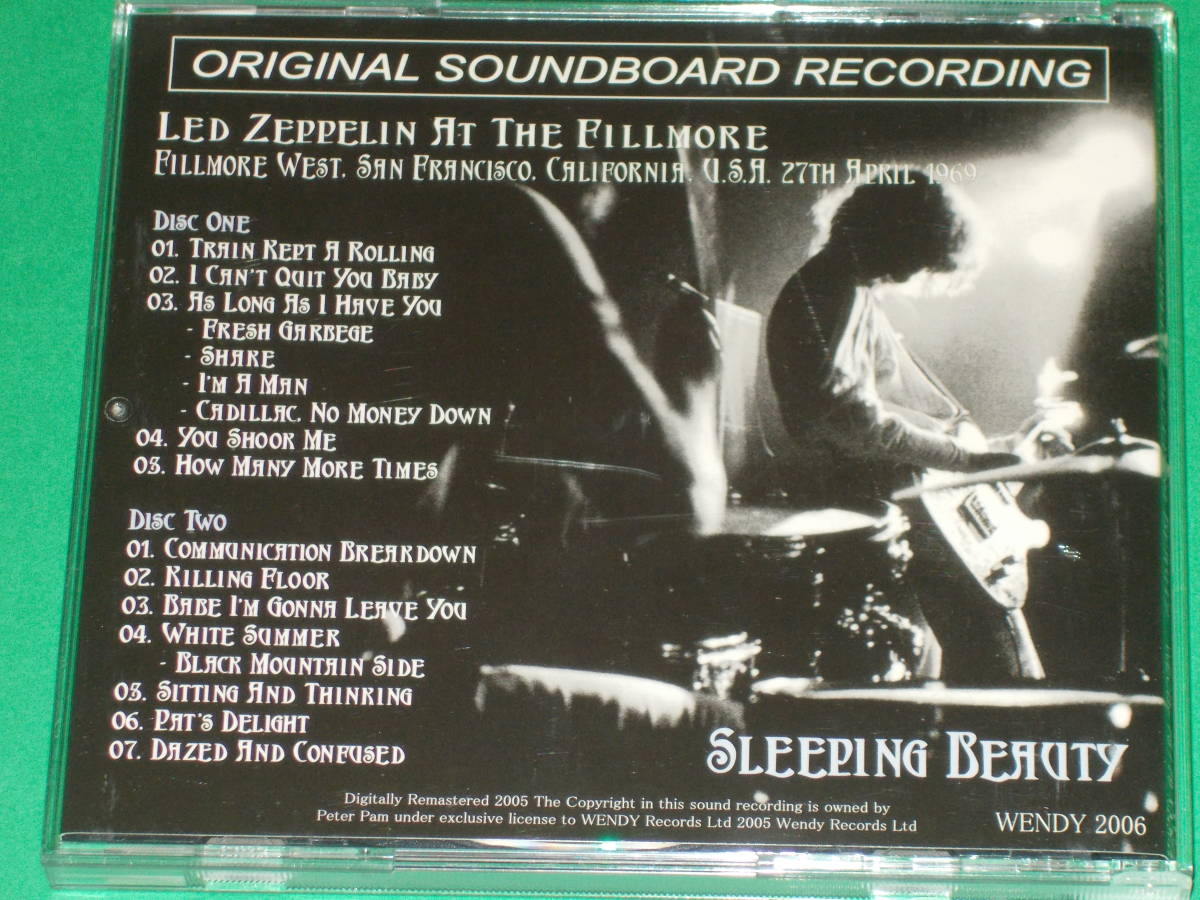 ORIGINAL SOUNDBOARD RECORDING
LED ZEPPELIN AT THE FILLMORE
FILLMORE WEST, SAN FRANCISCO, CALIFORNIA, U.S.A. 27TH APRIL 1969
DISC ONE
01. TRAIN KEPT A ROLLING
02. I CAN'T QUIT YOU BABY
03. AS LONG AS I HAVE YOU
- FRESH GARBEGE
- SHAKE
- I'M A MAN
- CADILLAC, NO MONEY DOWN
04. YOU SHOOK ME
05. HOW MANY MORE TIMES
DISC TWO
01. COMMUNICATION BREAKDOWN
02. KILLING FLOOR
03. BABE I'M GONNA LEAVE YOU
04. WHITE SUMMER
- BLACK MOUNTAIN SIDE
05. SITTING AND THINKING
06. PAT'S DELIGHT
07. DAZED AND CONFUSED
SLEEPING BEAUTY
Digitally Remastered 2005 The Copyright in this sound recording is owned by
Peter Pam under exclusive license to WENDY Records Ltd 2005 Wendy Records Ltd
WENDY 2006